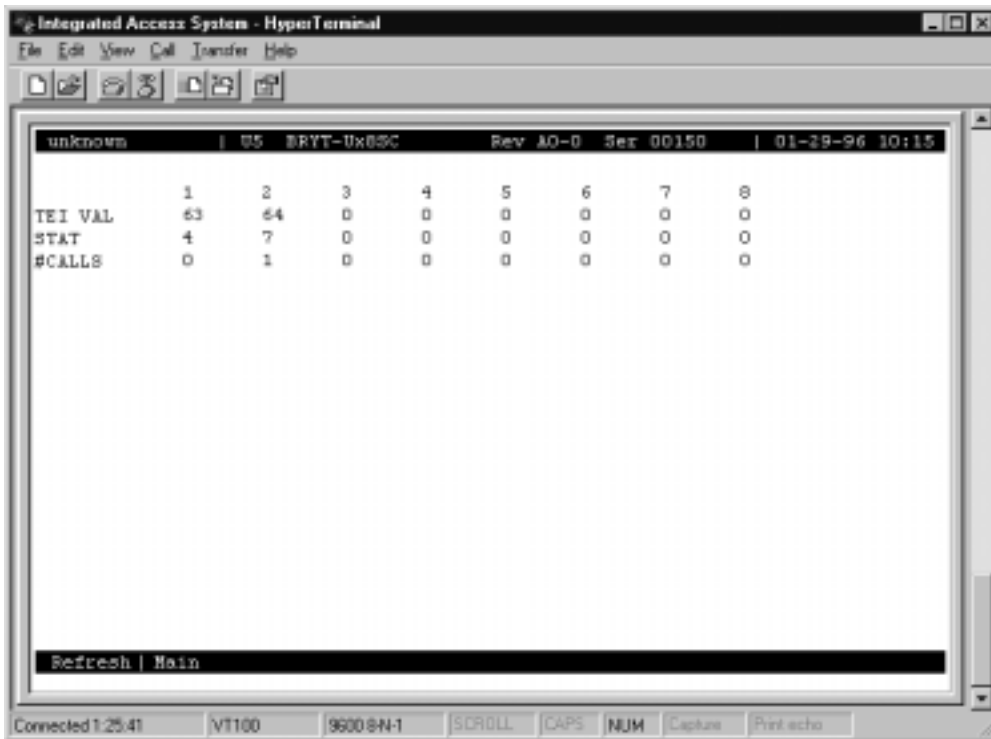 Integrated Access System - HyperTerminal
File Edit View Call Transfer Help
unknown | U5 BRYT-Ux8SC Rev A0-0 Ser 00150 | 01-29-96 10:15
1 2 3 4 5 6 7 8
TEI VAL 63 64 0 0 0 0 0 0
STAT 4 7 0 0 0 0 0 0
#CALLS 0 1 0 0 0 0 0 0
Refresh | Main
Connected 1:25:41 VT100 9600 8-N-1 SCROLL CAPS NUM Capture Print echo